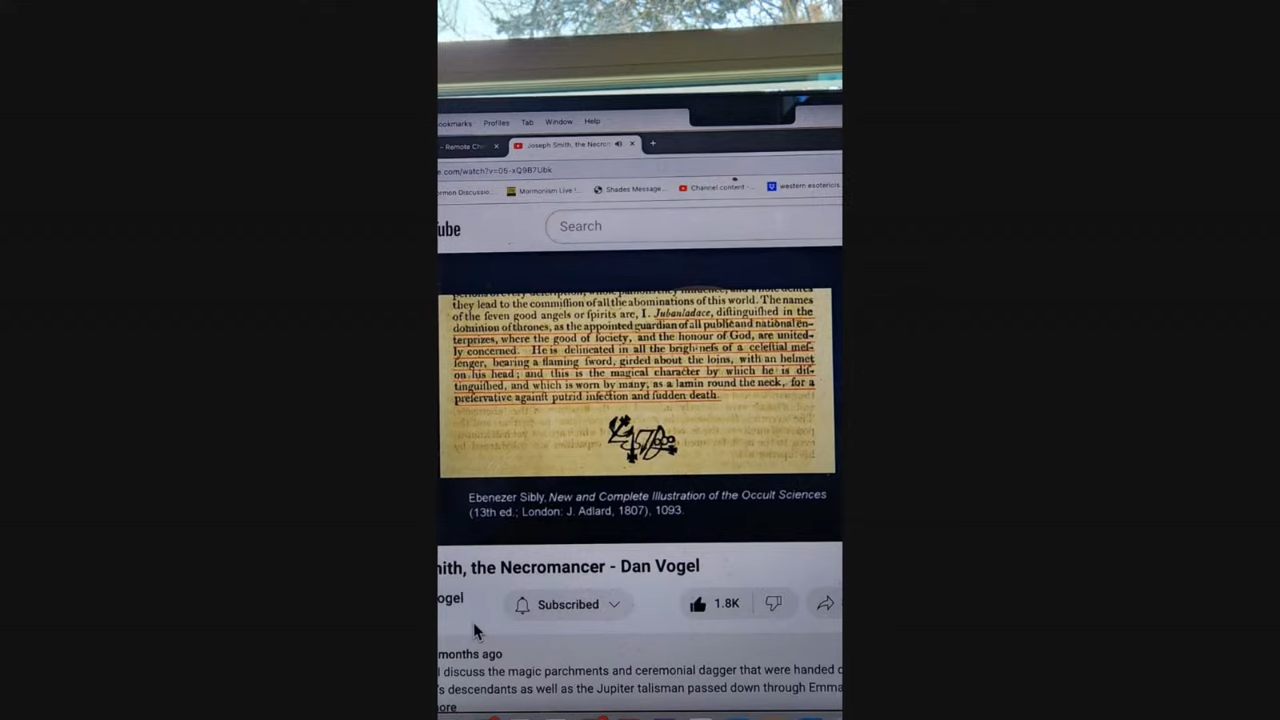 ookmarks Profiles Tab Window Help
- Remote Ch
Joseph Smith, the Necron
e.com/watch?v=05-xQ9B7Ubk
rmon Discussio...
Mormonism Live !...
Shades Message...
Channel content -...
western esotericis
ube
Search
they lead to the commiſſion of all the abominations of this world. The names
of the ſeven good angels or ſpirits are, I. Jubanladace, diſtinguiſhed in the
dominion of thrones, as the appointed guardian of all public and national en-
terprizes, where the good of ſociety, and the honour of God, are united-
ly concerned. He is delineated in all the brightneſs of a celeſtial meſ-
ſenger, bearing a flaming ſword, girded about the loins, with an helmet
on his head; and this is the magical character by which he is diſ-
tinguiſhed, and which is worn by many, as a lamin round the neck, for a
preſervative againſt putrid infection and ſudden death.
Ebenezer Sibly, New and Complete Illustration of the Occult Sciences
(13th ed.; London: J. Adlard, 1807), 1093.
ith, the Necromancer - Dan Vogel
ogel
Subscribed
1.8K
months ago
I discuss the magic parchments and ceremonial dagger that were handed
's descendants as well as the Jupiter talisman passed down through Emma
ore